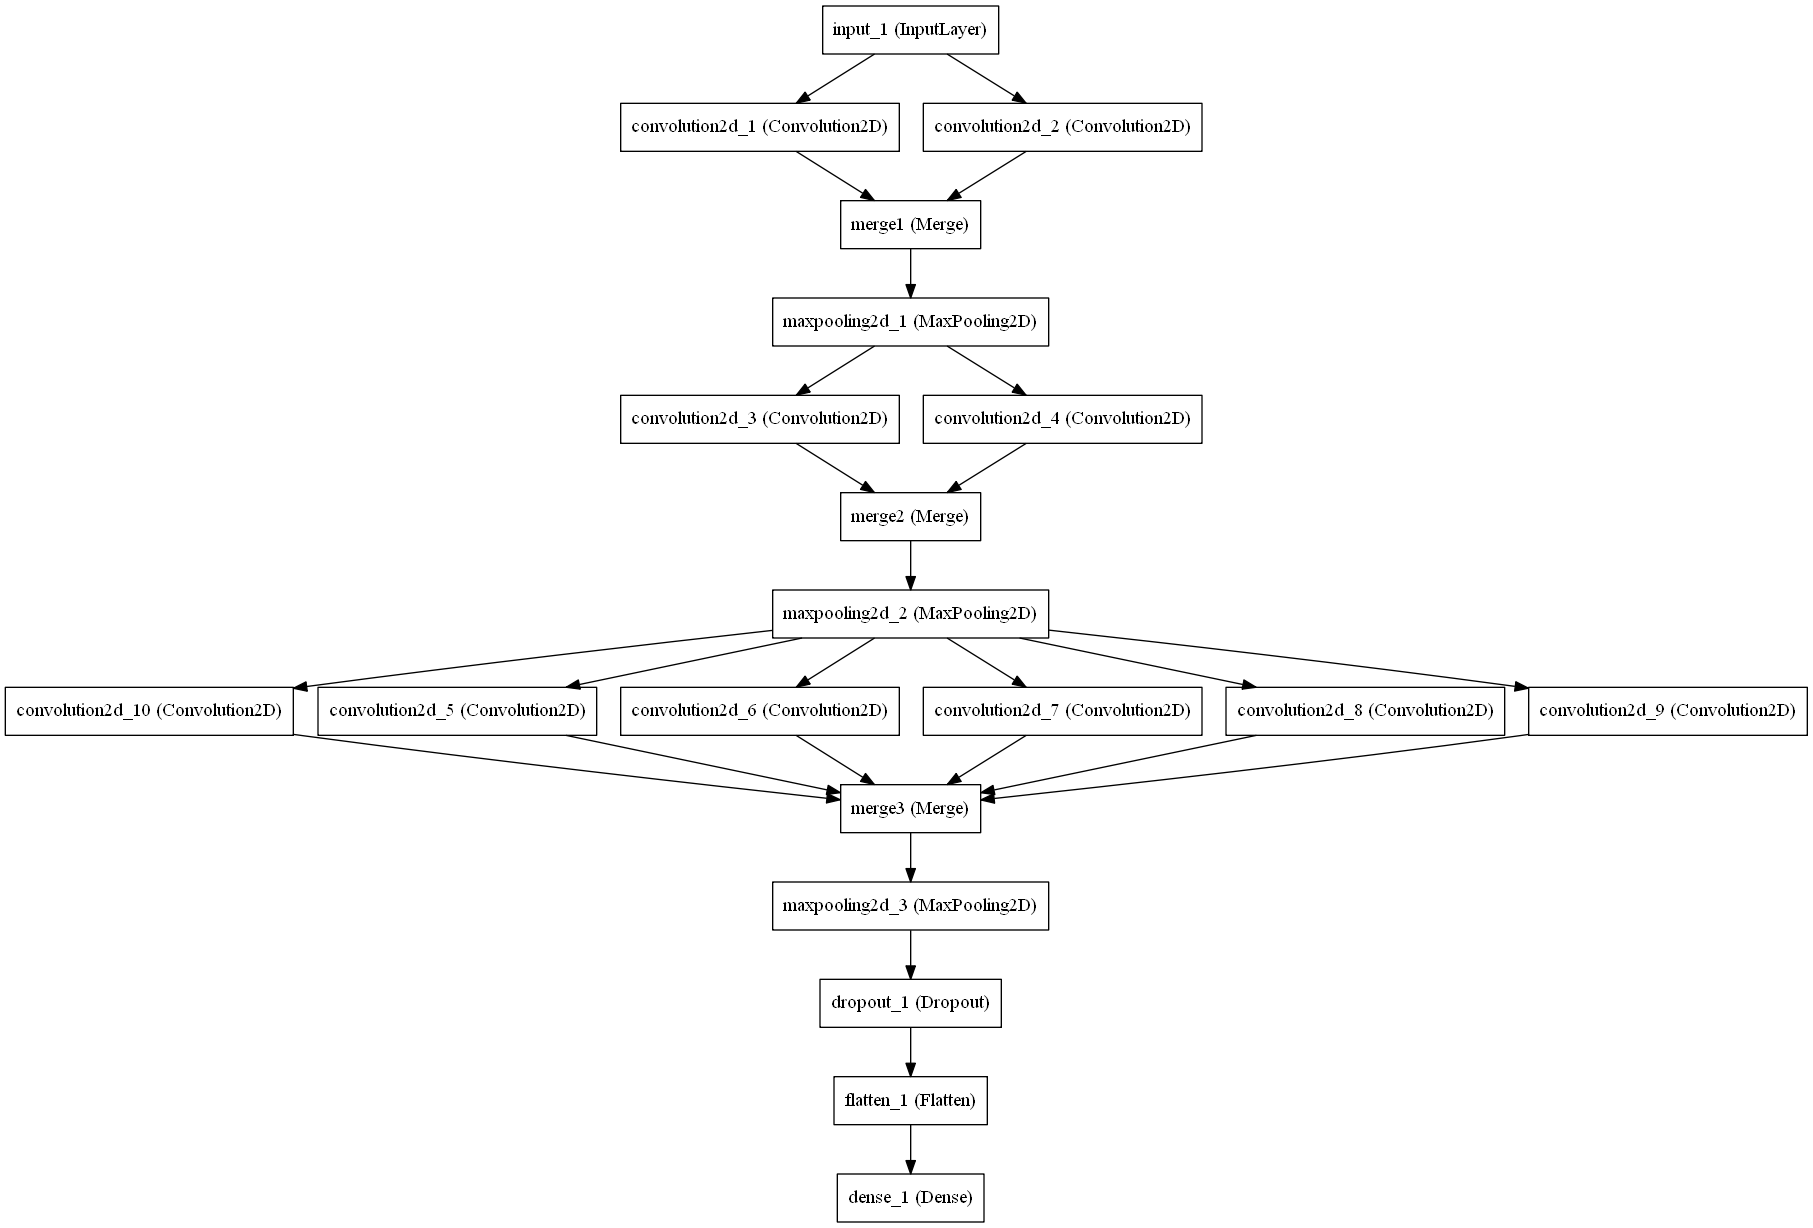 input_1 (InputLayer)
convolution2d_1 (Convolution2D)
convolution2d_2 (Convolution2D)
merge1 (Merge)
maxpooling2d_1 (MaxPooling2D)
convolution2d_3 (Convolution2D)
convolution2d_4 (Convolution2D)
merge2 (Merge)
maxpooling2d_2 (MaxPooling2D)
convolution2d_10 (Convolution2D)
convolution2d_5 (Convolution2D)
convolution2d_6 (Convolution2D)
convolution2d_7 (Convolution2D)
convolution2d_8 (Convolution2D)
convolution2d_9 (Convolution2D)
merge3 (Merge)
maxpooling2d_3 (MaxPooling2D)
dropout_1 (Dropout)
flatten_1 (Flatten)
dense_1 (Dense)